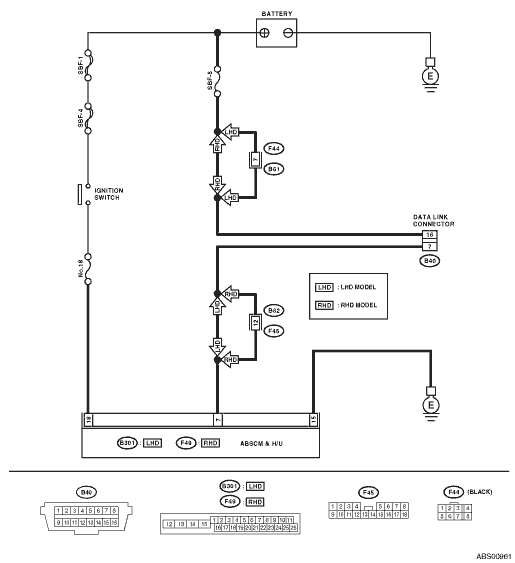 BATTERY
SBF-1
SBF-5
E
SBF-4
LHD
RHD
7
F44
B61
RHD
LHD
IGNITION
SWITCH
DATA LINK
CONNECTOR
16
7
B40
No.18
RHD
LHD
12
B62
F45
LHD
RHD
LHD : LHD MODEL
RHD : RHD MODEL
E
18
7
15
B301 : LHD
F49 : RHD
ABSCM & H/U
B40
1 2 3 4 5 6 7 8
9 10 11 12 13 14 15 16
B301 : LHD
F49 : RHD
12 13 14 15
1 2 3 4 5 6 7 8 9 10 11
16 17 18 19 20 21 22 23 24 25 26
F45
1 2 3 4 5 6 7 8
9 10 11 12 13 14 15 16 17 18
F44 (BLACK)
1 2 3 4
5 6 7 8
ABS00961